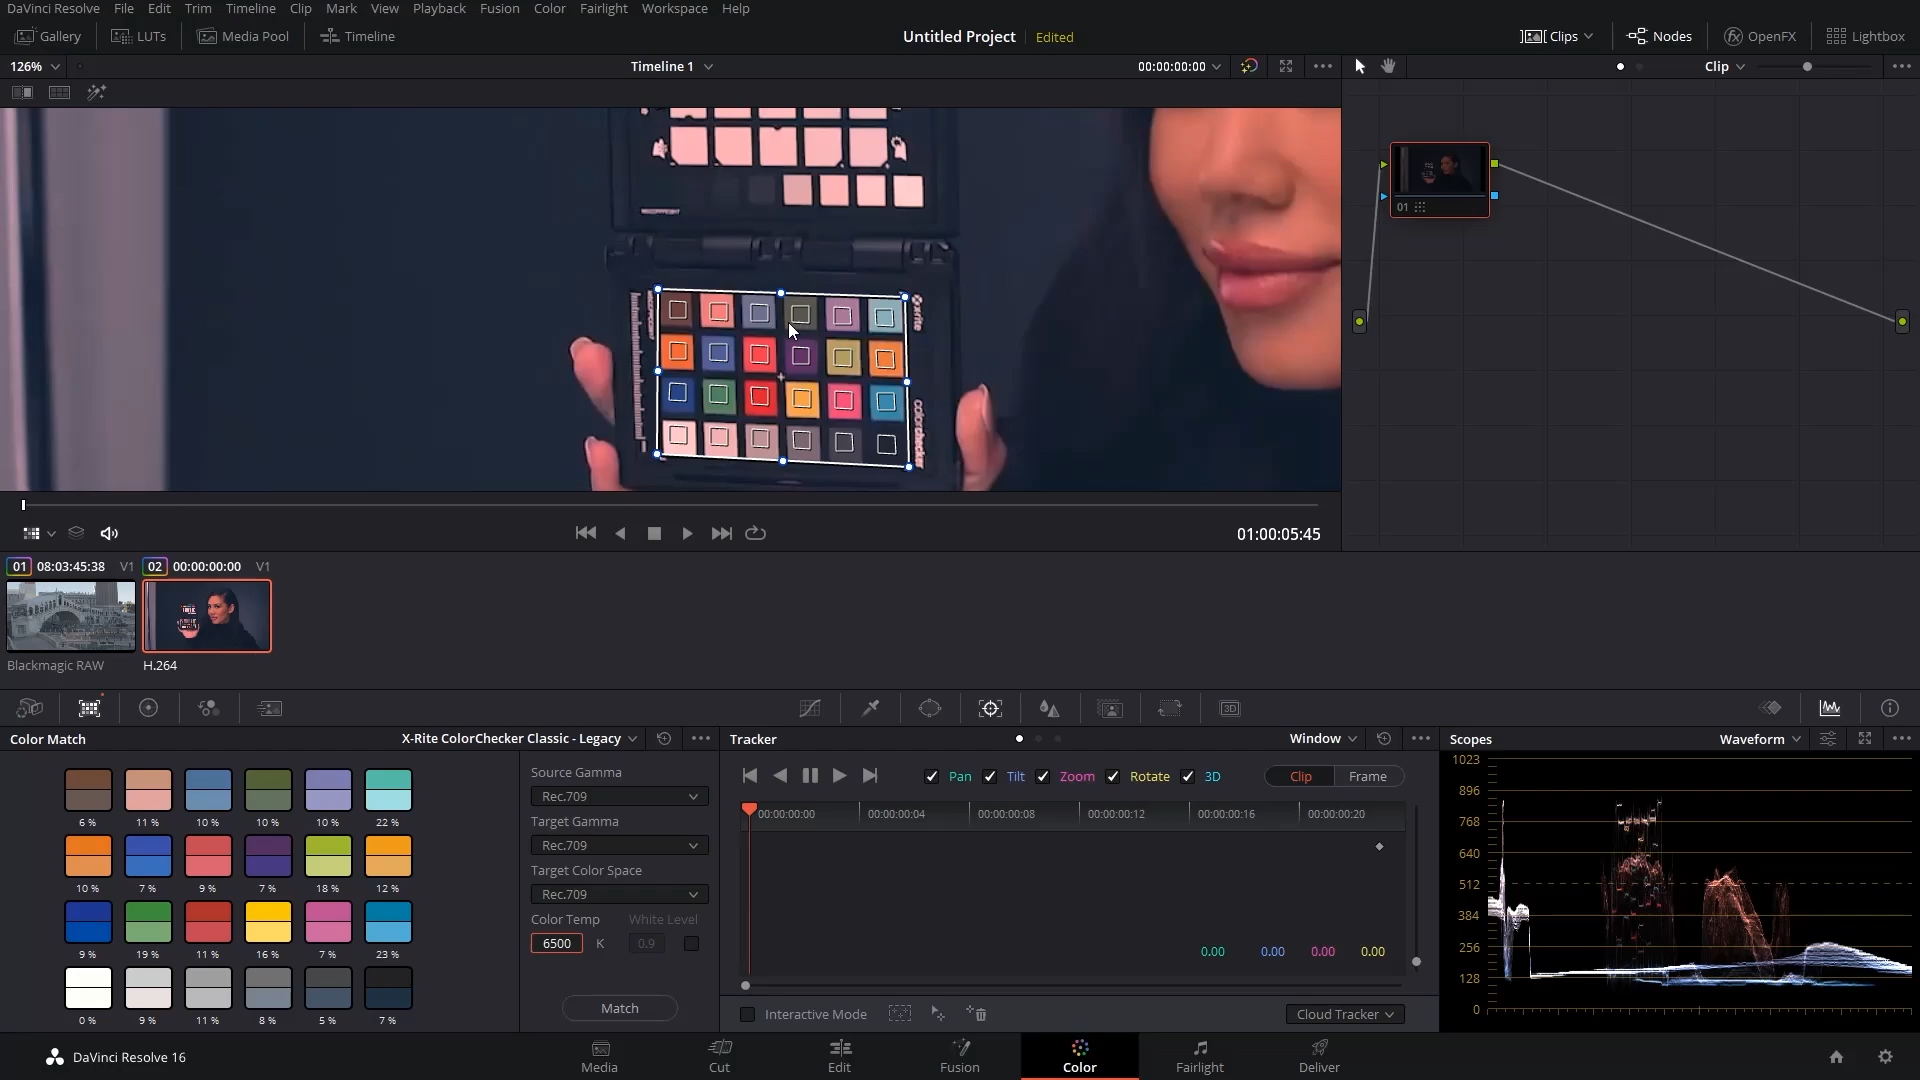 DaVinci Resolve File Edit Trim Timeline Clip Mark View Playback Fusion Color Fairlight Workspace Help
Gallery LUTs Media Pool Timeline Untitled Project Edited Clips Nodes OpenFX Lightbox
126% Timeline 1 00:00:00:00 Clip
01
x-rite
colorchecker
01:00:05:45
01 08:03:45:38 V1 02 00:00:00:00 V1
Blackmagic RAW H.264
3D
Color Match X-Rite ColorChecker Classic - Legacy Tracker Window Scopes Waveform
6 % 11 % 10 % 10 % 10 % 22 %
10 % 7 % 9 % 7 % 18 % 12 %
9 % 19 % 11 % 16 % 7 % 23 %
0 % 9 % 11 % 8 % 5 % 7 %
Source Gamma
Rec.709
Target Gamma
Rec.709
Target Color Space
Rec.709
Color Temp White Level
6500 K 0.9
Match
Pan Tilt Zoom Rotate 3D Clip Frame
00:00:00:00 00:00:00:04 00:00:00:08 00:00:00:12 00:00:00:16 00:00:00:20
0.00 0.00 0.00 0.00
Interactive Mode Cloud Tracker
1023
896
768
640
512
384
256
128
0
DaVinci Resolve 16 Media Cut Edit Fusion Color Fairlight Deliver